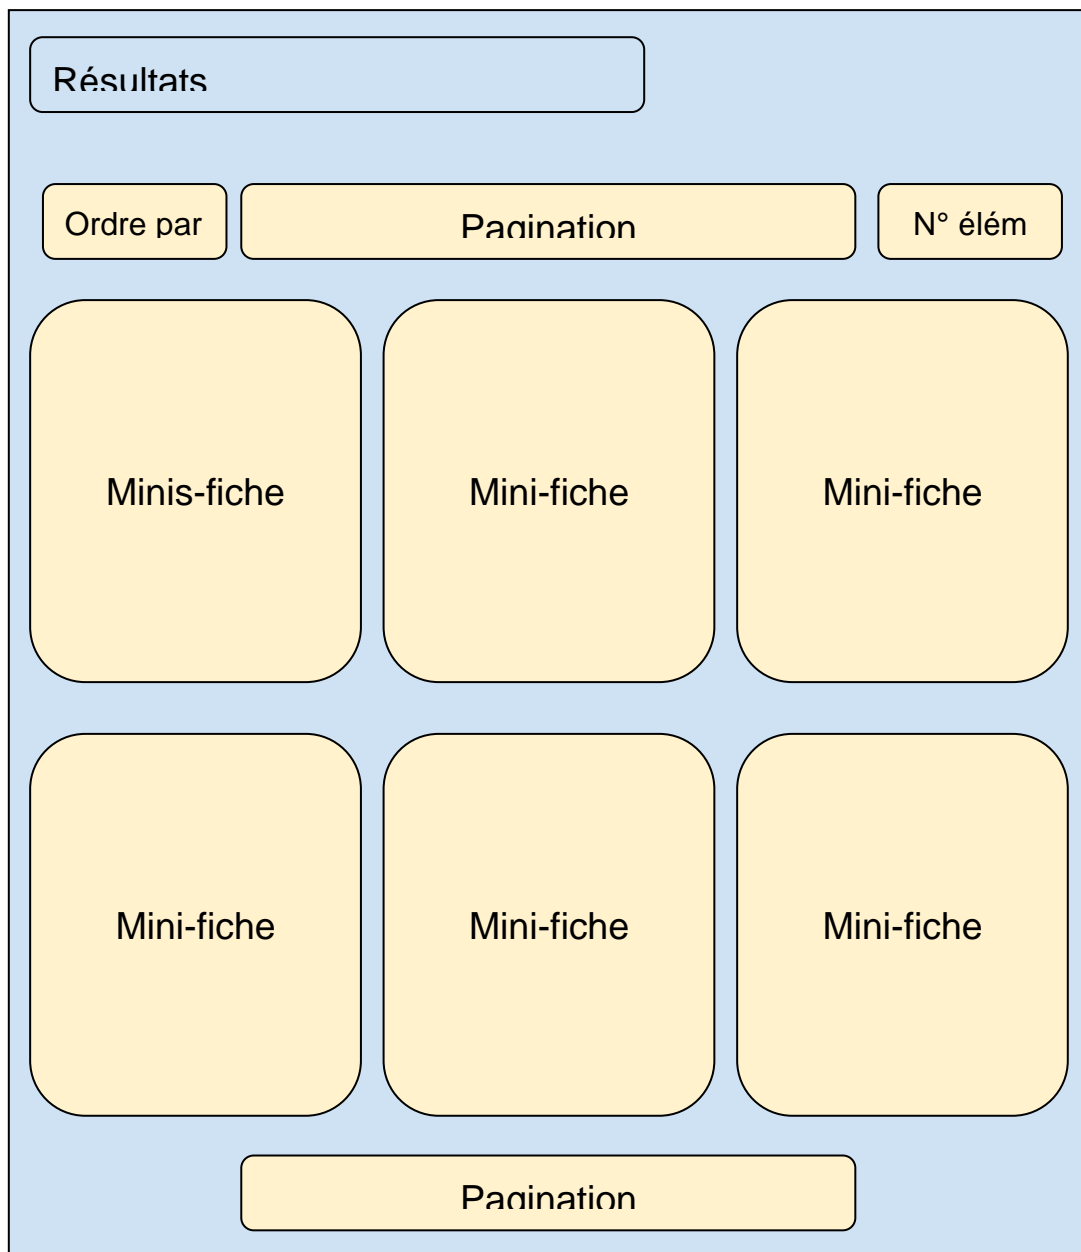 Résultats
Ordre par
Pagination
N° élém
Minis-fiche
Mini-fiche
Mini-fiche
Mini-fiche
Mini-fiche
Mini-fiche
Pagination